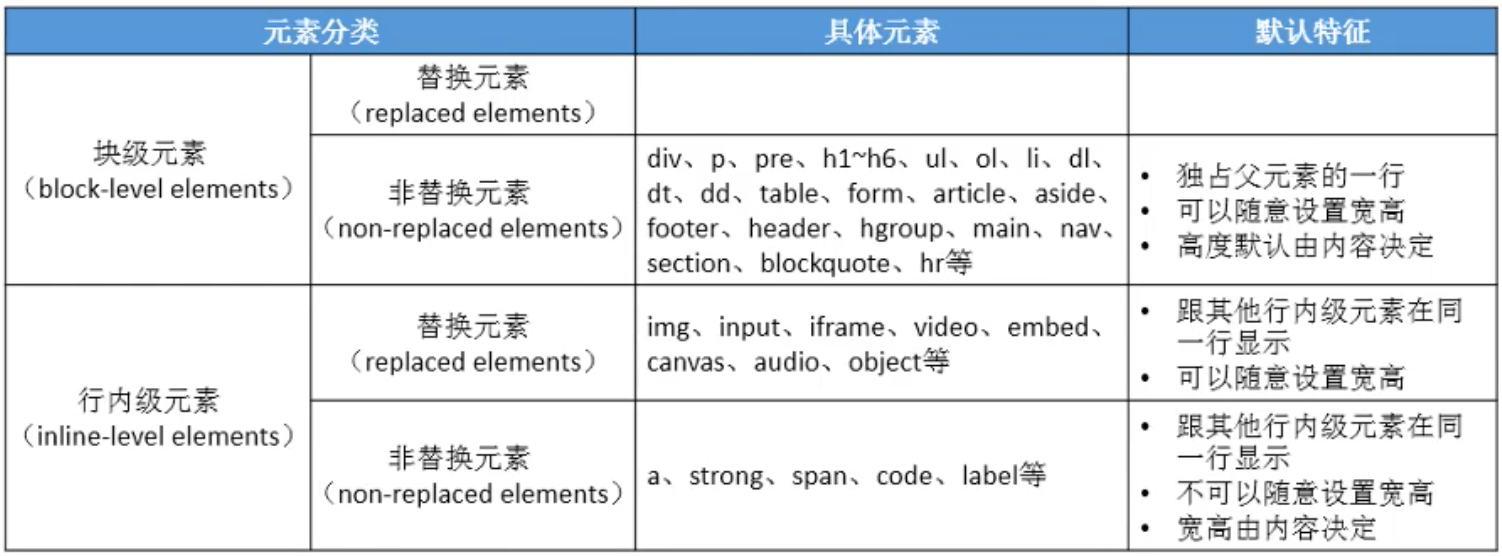 元素分类
具体元素
默认特征
块级元素
（block-level elements）
替换元素
（replaced elements）
非替换元素
（non-replaced elements）
div、p、pre、h1~h6、ul、ol、li、dl、
dt、dd、table、form、article、aside、
footer、header、hgroup、main、nav、
section、blockquote、hr等
• 独占父元素的一行
• 可以随意设置宽高
• 高度默认由内容决定
行内级元素
（inline-level elements）
替换元素
（replaced elements）
img、input、iframe、video、embed、
canvas、audio、object等
• 跟其他行内级元素在同
一行显示
• 可以随意设置宽高
非替换元素
（non-replaced elements）
a、strong、span、code、label等
• 跟其他行内级元素在同
一行显示
• 不可以随意设置宽高
• 宽高由内容决定